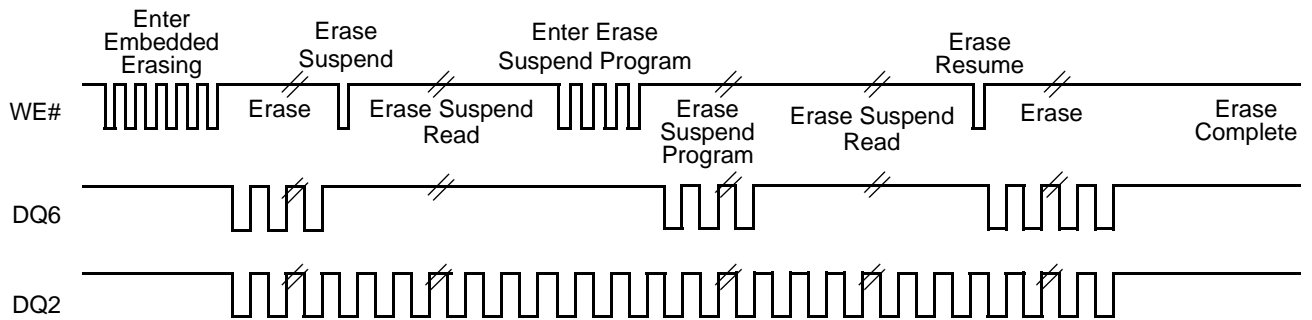 Enter
Embedded
Erasing
Erase
Suspend
Enter Erase
Suspend Program
Erase
Resume
WE#
Erase
Erase Suspend
Read
Erase
Suspend
Program
Erase Suspend
Read
Erase
Erase
Complete
DQ6
DQ2